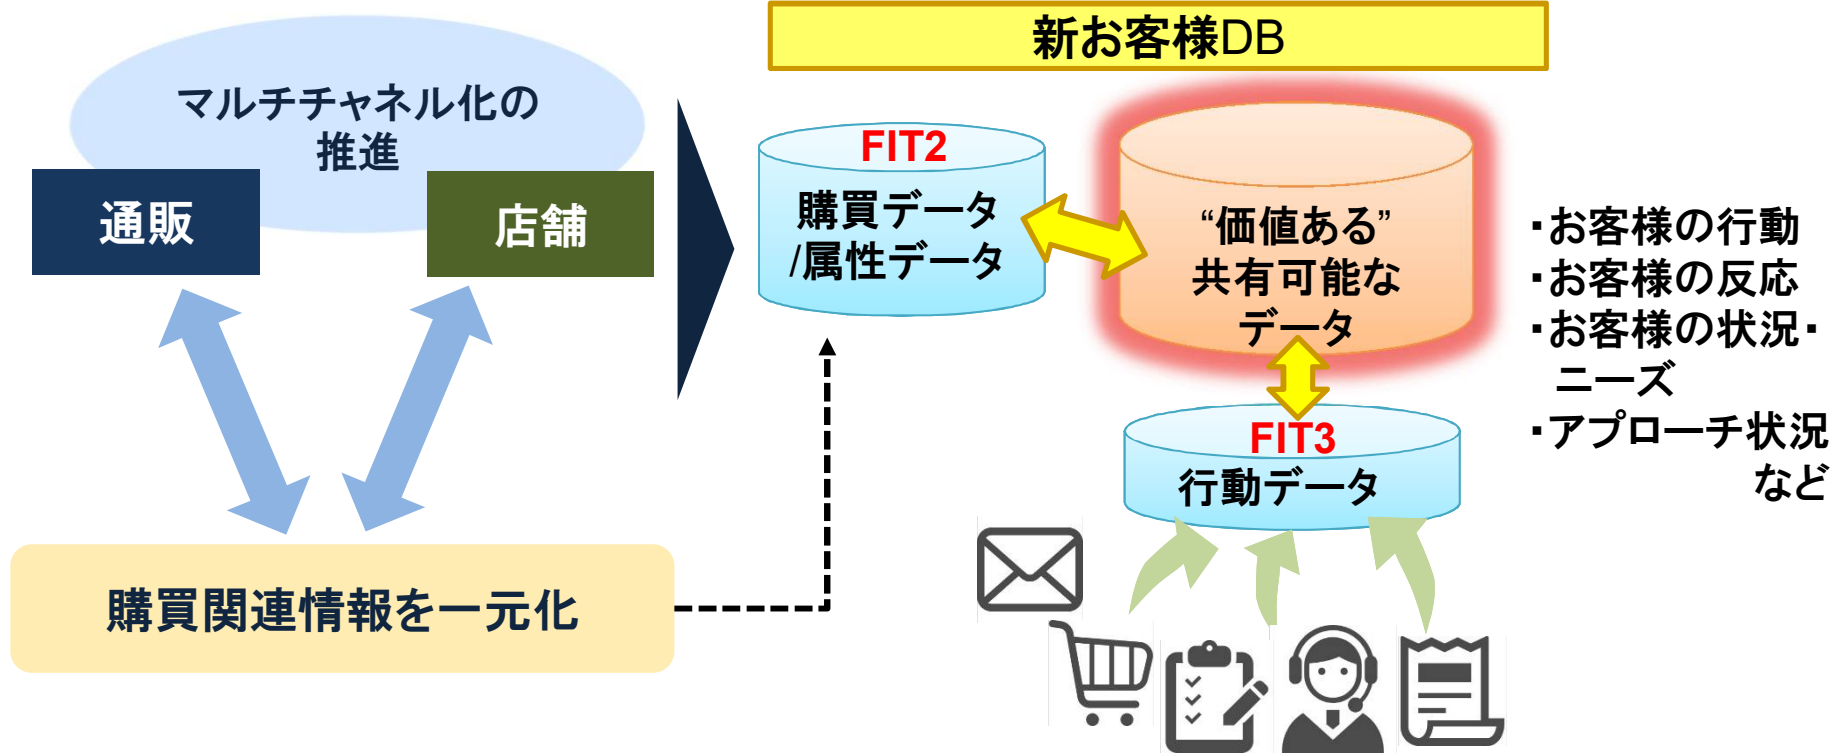 マルチチャネル化の
推進
通販
店舗
購買関連情報を一元化
新お客様DB
FIT2
購買データ
/属性データ
“価値ある”
共有可能な
データ
FIT3
行動データ
・お客様の行動
・お客様の反応
・お客様の状況・
ニーズ
・アプローチ状況
など